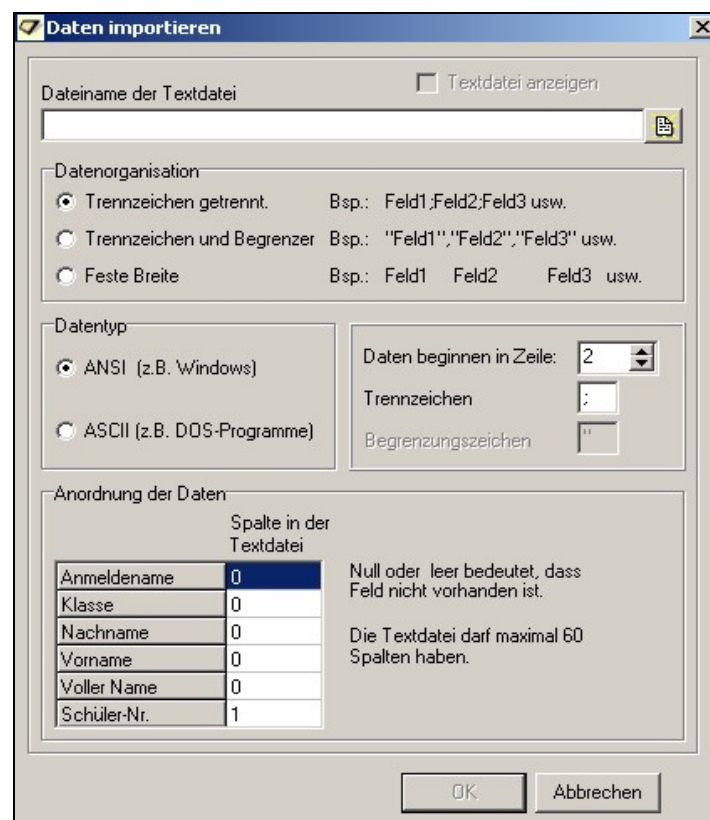 Daten importieren
Textdatei anzeigen
Dateiname der Textdatei
Datenorganisation
Trennzeichen getrennt. Bsp.: Feld1;Feld2;Feld3 usw.
Trennzeichen und Begrenzer Bsp.: "Feld1","Feld2","Feld3" usw.
Feste Breite Bsp.: Feld1 Feld2 Feld3 usw.
Datentyp
ANSI (z.B. Windows)
ASCII (z.B. DOS-Programme)
Daten beginnen in Zeile: 2
Trennzeichen ;
Begrenzungszeichen "
Anordnung der Daten
Spalte in der
Textdatei
Anmeldename 0
Klasse 0
Nachname 0
Vorname 0
Voller Name 0
Schüler-Nr. 1
Null oder leer bedeutet, dass
Feld nicht vorhanden ist.
Die Textdatei darf maximal 60
Spalten haben.
OK Abbrechen